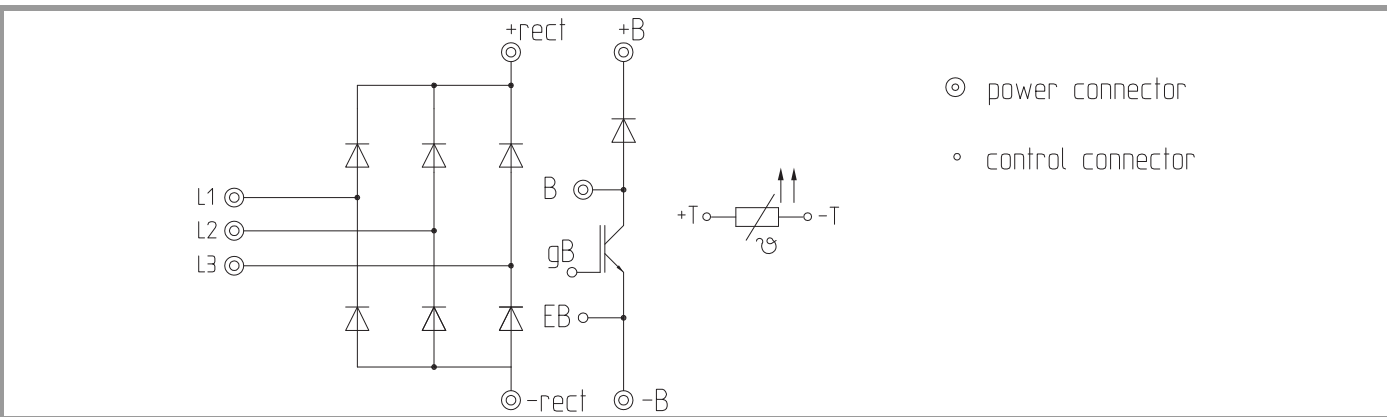 +rect
+B
power connector
control connector
L1
L2
L3
B
gB
EB
+T
-T
ϑ
-rect
-B